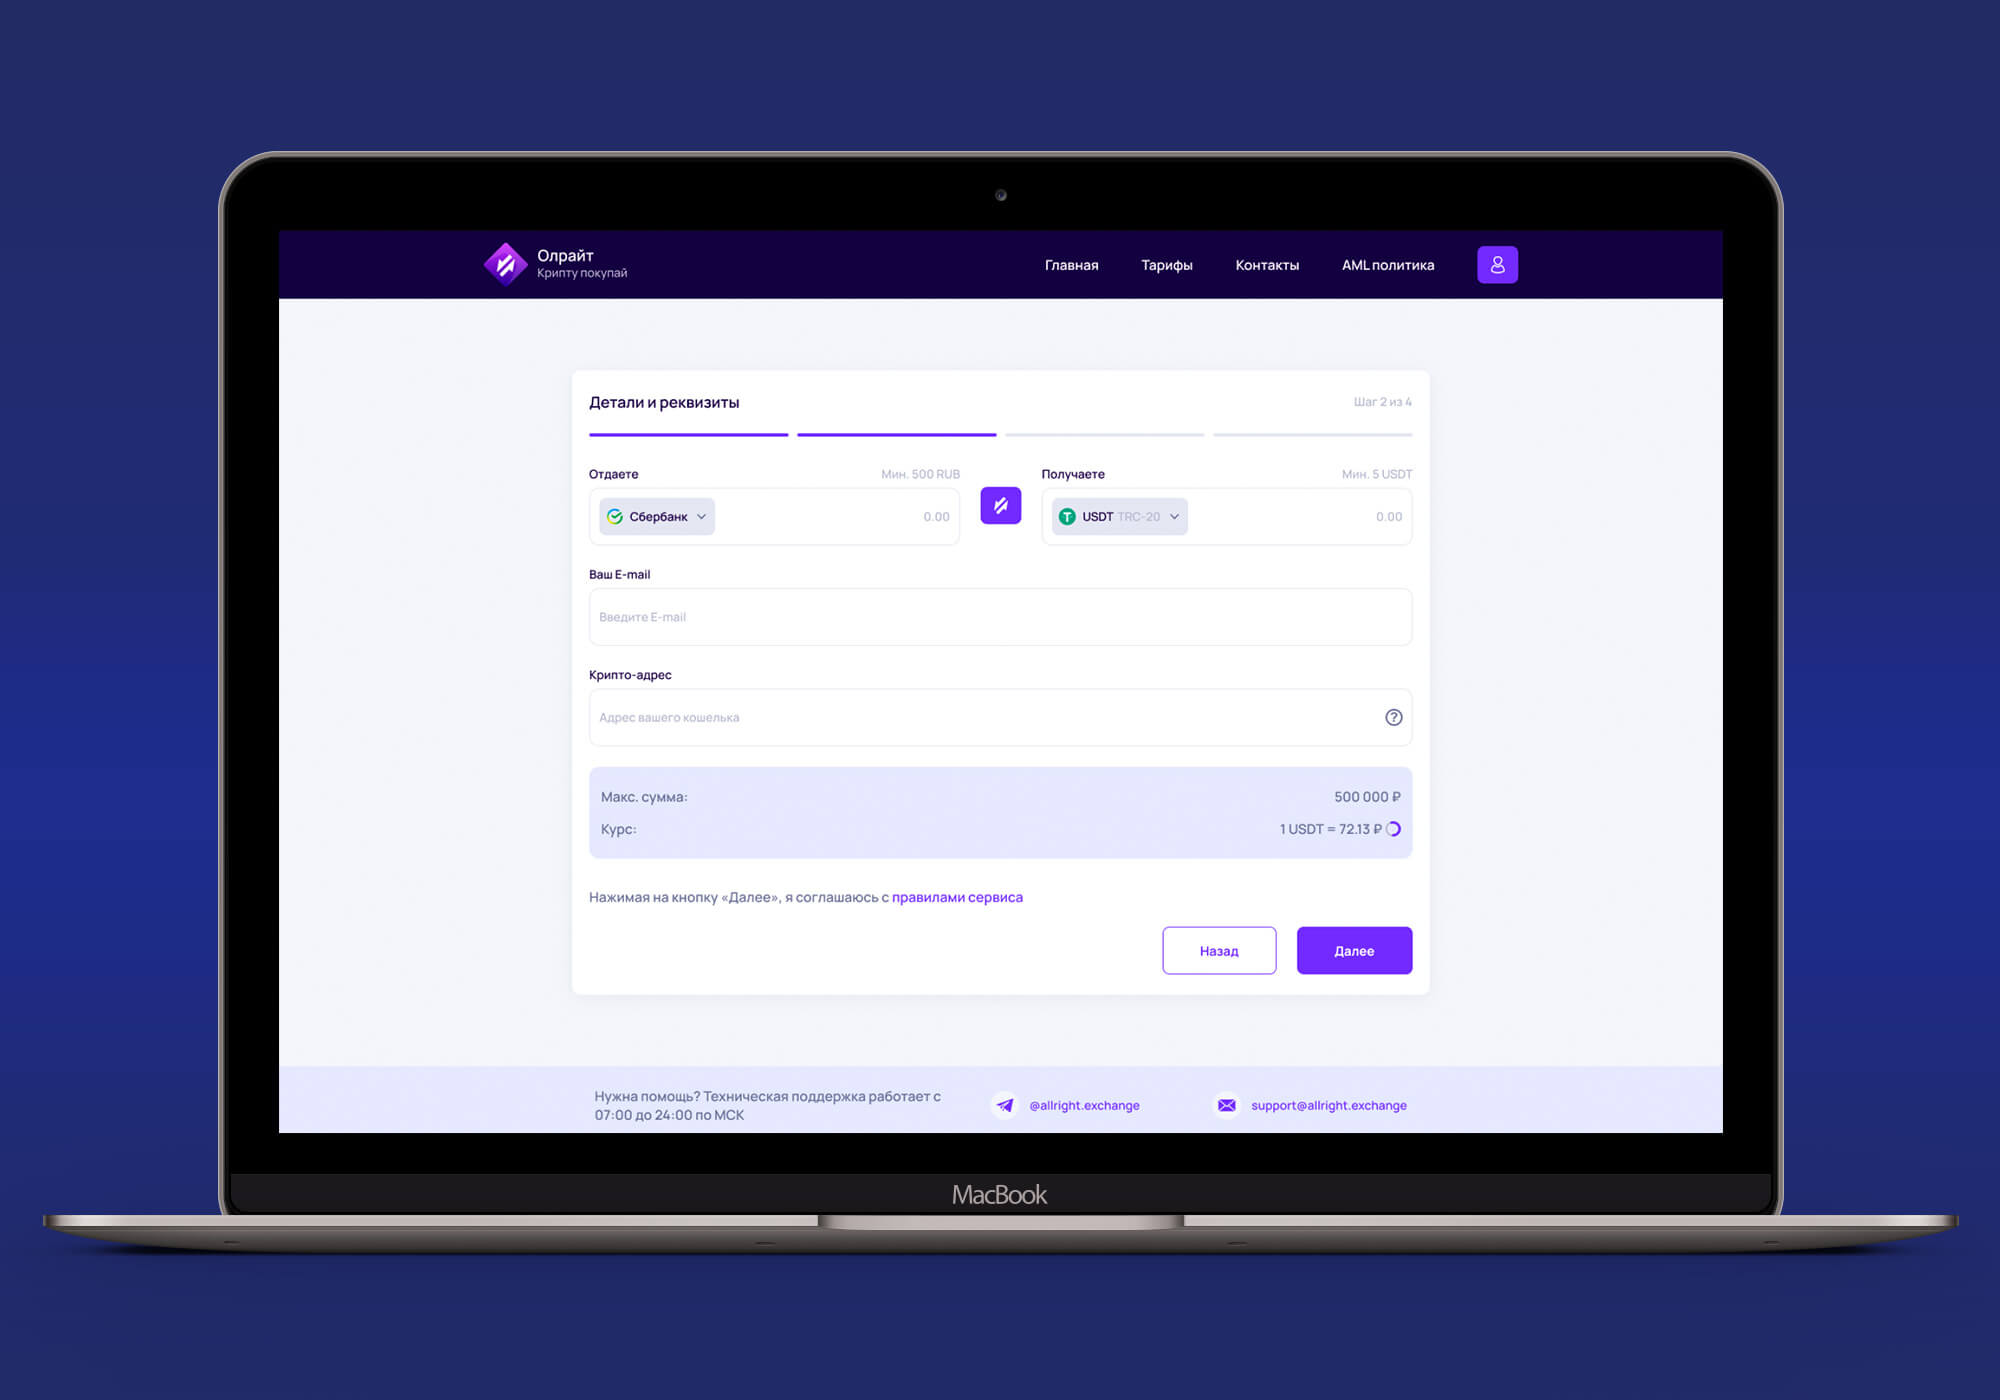 Олрайт
Крипту покупай
Главная
Тарифы
Контакты
AML политика
Детали и реквизиты
Шаг 2 из 4
Отдаете
Мин. 500 RUB
Получаете
Мин. 5 USDT
Сбербанк
0.00
USDT TRC-20
0.00
Ваш E-mail
Введите E-mail
Крипто-адрес
Адрес вашего кошелька
Макс. сумма:
500 000 ₽
Курс:
1 USDT = 72.13 ₽
Нажимая на кнопку «Далее», я соглашаюсь с правилами сервиса
Назад
Далее
Нужна помощь? Техническая поддержка работает с
07:00 до 24:00 по МСК
@allright.exchange
support@allright.exchange
MacBook